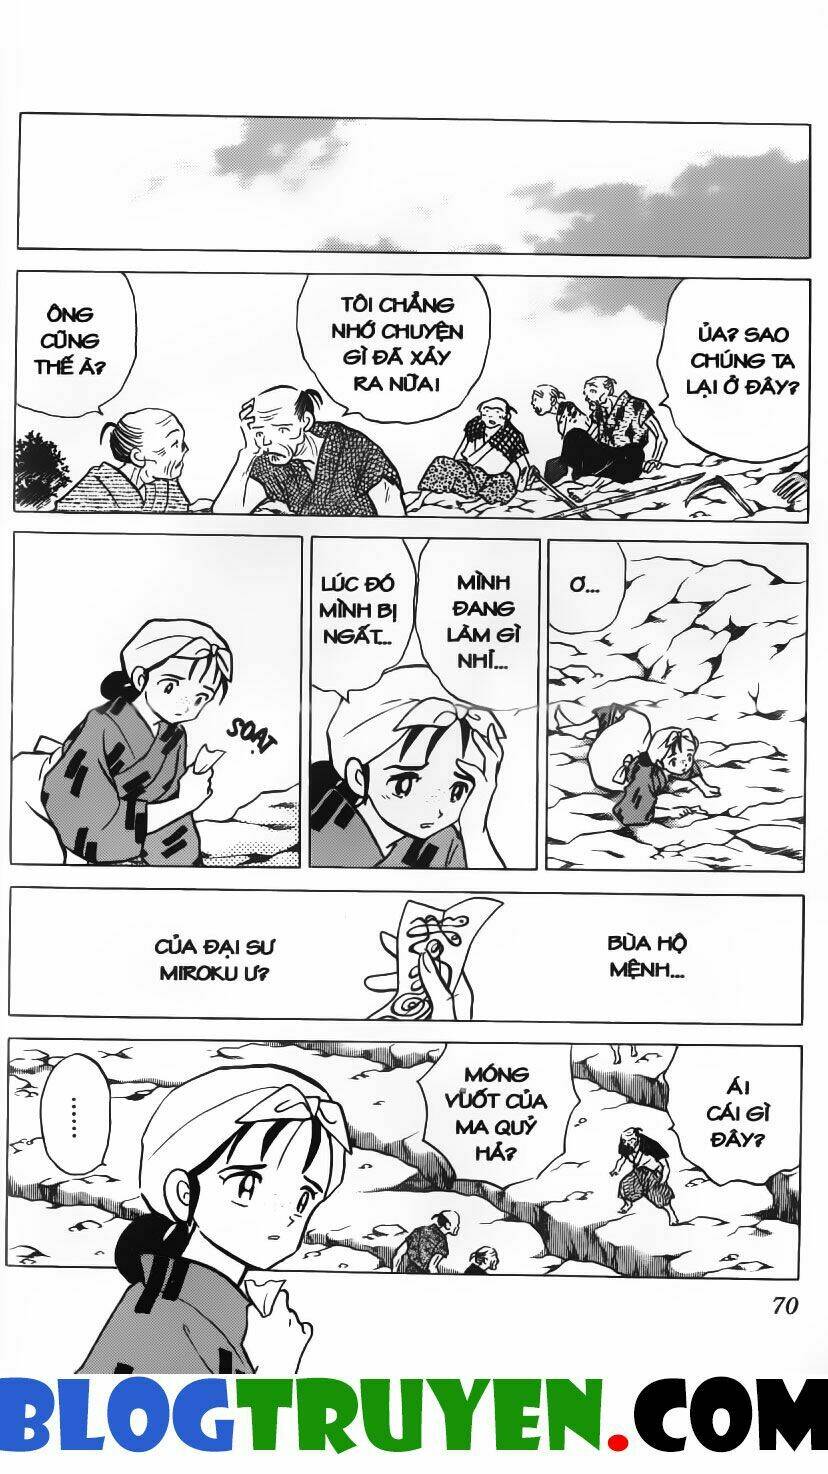 ỦA? SAO
CHÚNG TA
LẠI Ở ĐÂY?
TÔI CHẲNG
NHỚ CHUYỆN
GÌ ĐÃ XẢY
RA NỮA!
ÔNG
CŨNG
THẾ À?
Ơ...
MÌNH
ĐANG
LÀM GÌ
NHỈ...
LÚC ĐÓ
MÌNH BỊ
NGẤT...
SOẠT
BÙA HỘ
MỆNH...
CỦA ĐẠI SƯ
MIROKU Ư?
Á!
CÁI GÌ
ĐÂY?
MÓNG
VUỐT CỦA
MA QUỶ
HẢ?
......
70
BLOGTRUYEN.COM